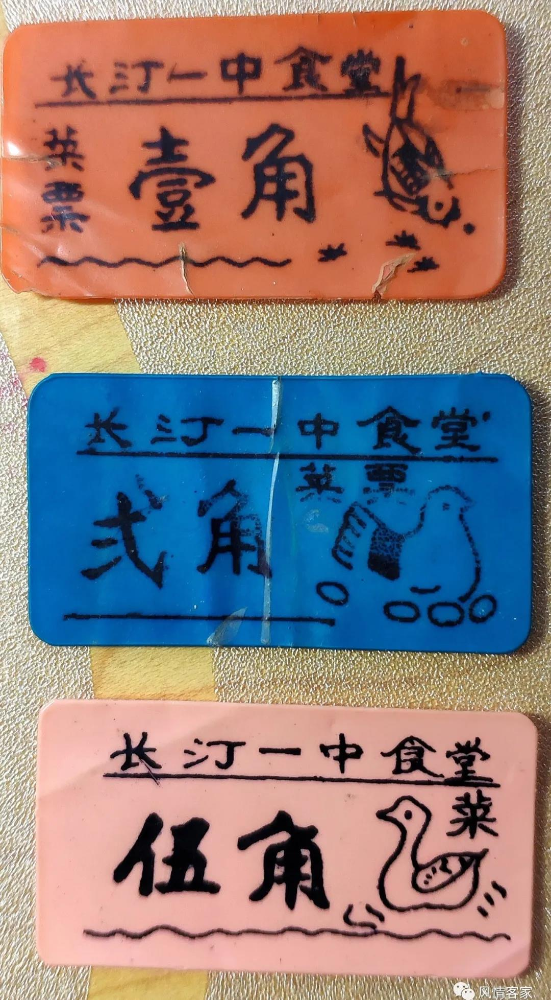 长汀一中食堂
菜票
壹角
长汀一中食堂
菜票
弍角
长汀一中食堂
菜
伍角
风情客家